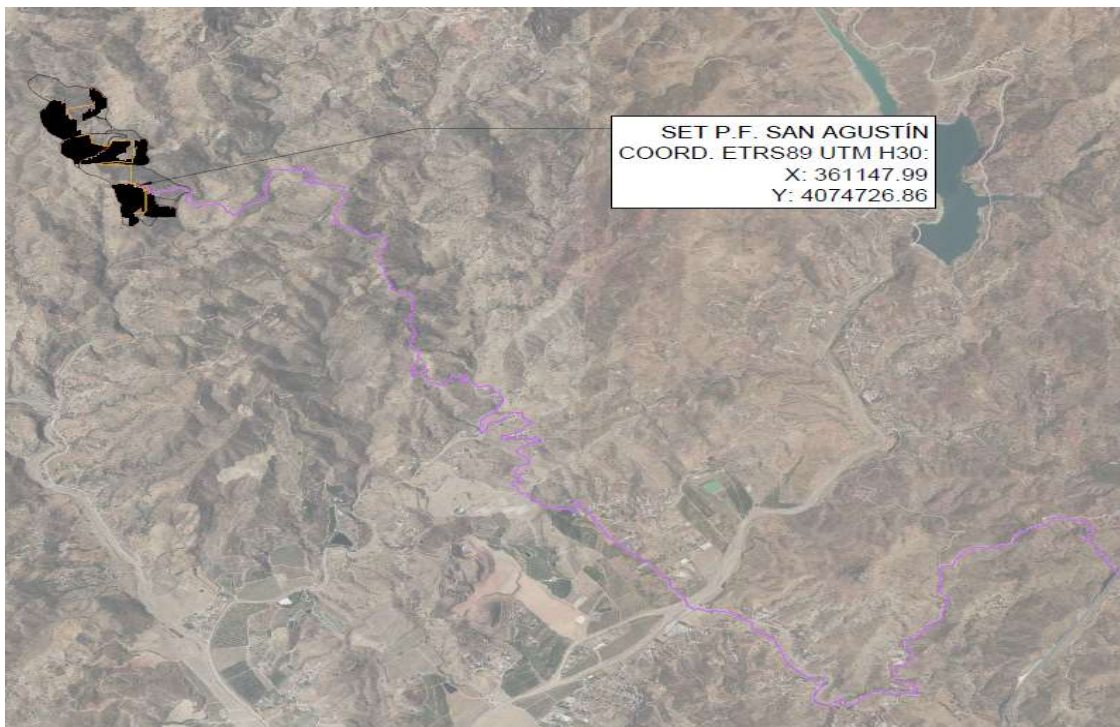 SET P.F. SAN AGUSTÍN
COORD. ETRS89 UTM H30:
X: 361147.99
Y: 4074726.86